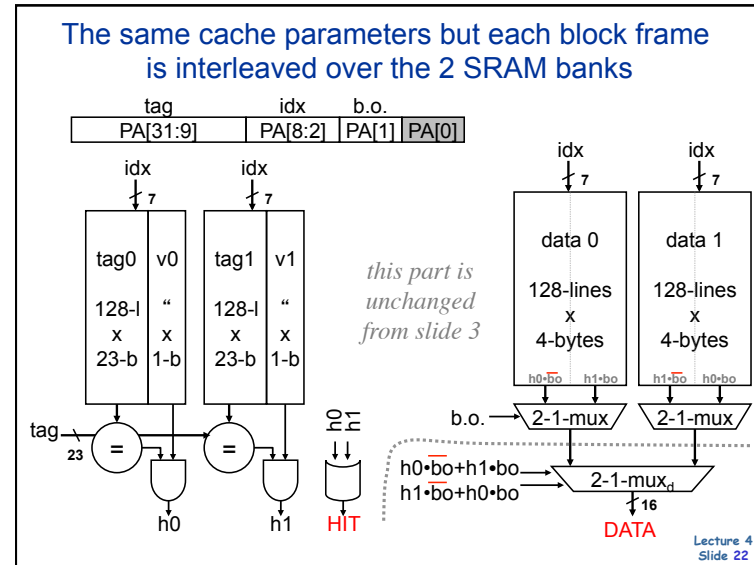 The same cache parameters but each block frame
is interleaved over the 2 SRAM banks
tag idx b.o.
PA[31:9] PA[8:2] PA[1] PA[0]
idx idx
7 7
tag0 v0 tag1 v1
128-l “ 128-l “
x x x x
23-b 1-b 23-b 1-b
tag
23
= =
h0 h1
h0 h1
HIT
this part is
unchanged
from slide 3
idx idx
7 7
data 0 data 1
128-lines 128-lines
x x
4-bytes 4-bytes
h0•b̅o̅ h1•bo h1•b̅o̅ h0•bo
b.o. 2-1-mux 2-1-mux
h0•b̅o̅+h1•bo
h1•b̅o̅+h0•bo
2-1-muxd
16
DATA
Lecture 4
Slide 22